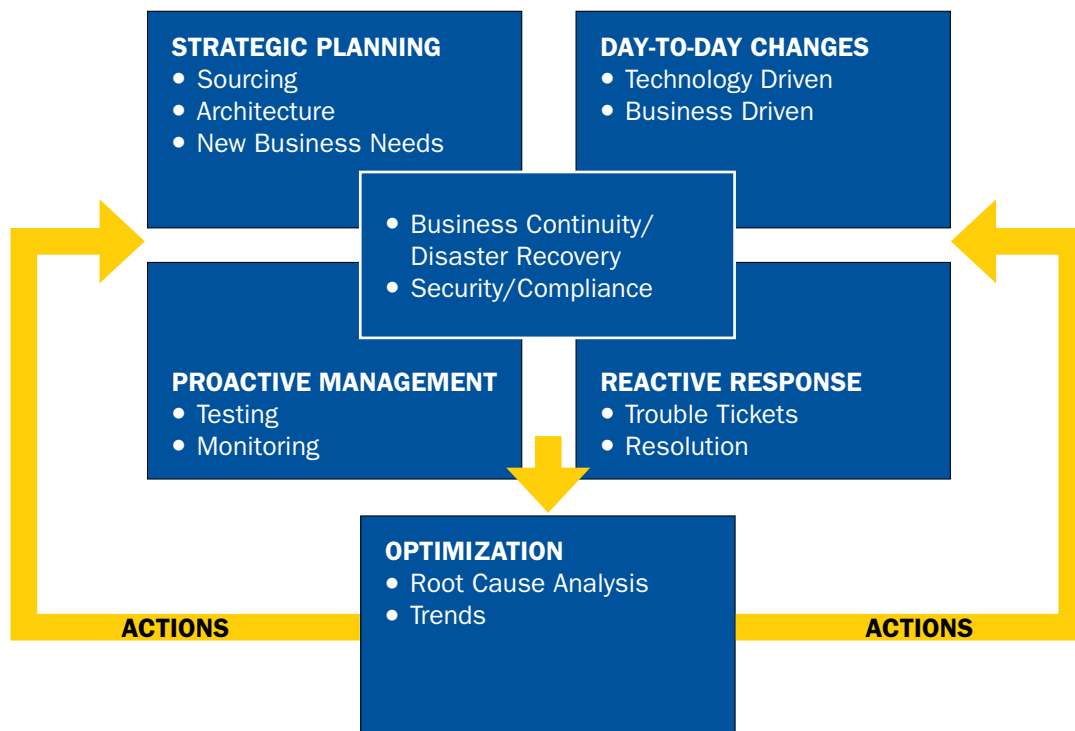 STRATEGIC PLANNING
• Sourcing
• Architecture
• New Business Needs
DAY-TO-DAY CHANGES
• Technology Driven
• Business Driven
• Business Continuity/
Disaster Recovery
• Security/Compliance
PROACTIVE MANAGEMENT
• Testing
• Monitoring
REACTIVE RESPONSE
• Trouble Tickets
• Resolution
OPTIMIZATION
• Root Cause Analysis
• Trends
ACTIONS
ACTIONS